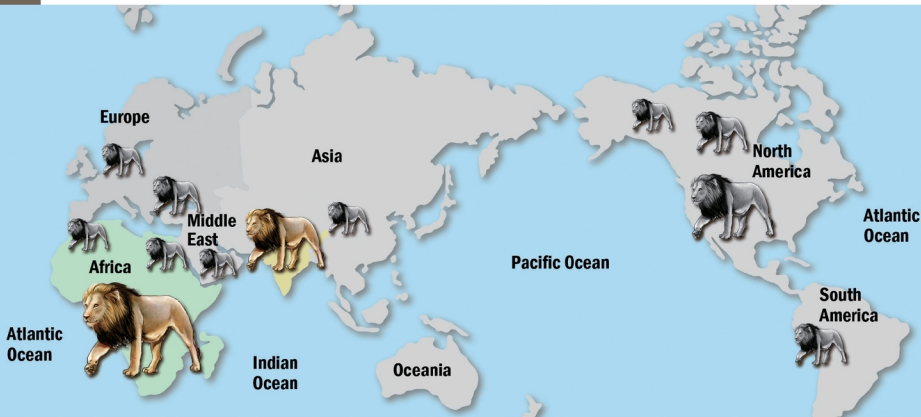 Europe
Asia
North
America
Middle
East
Africa
Atlantic
Ocean
Pacific Ocean
South
America
Atlantic
Ocean
Indian
Ocean
Oceania